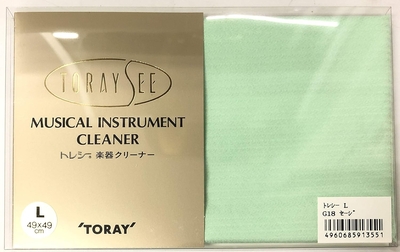 TORAYSEE
MUSICAL INSTRUMENT
CLEANER
トレシー 楽器クリーナー
L
49×49
cm
'TORAY'
トレシー L
G18 セージ
4960685913551